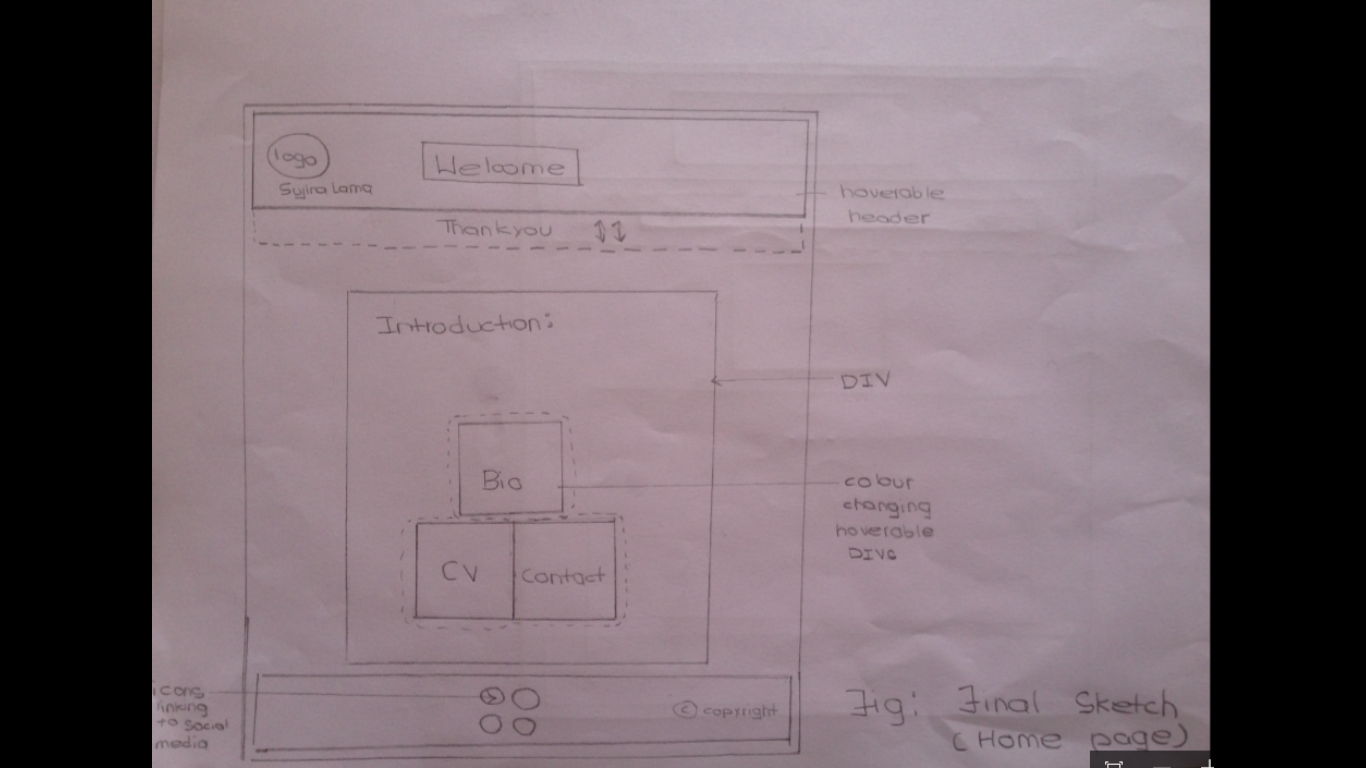 logo
Sujina Lama
Welcome
hoverable
header
Thankyou
Introduction:
DIV
Bio
colour
changing
hoverable
DIVs
CV
Contact
icons
linking
to social
media
© copyright
Fig: Final Sketch
(Home page)